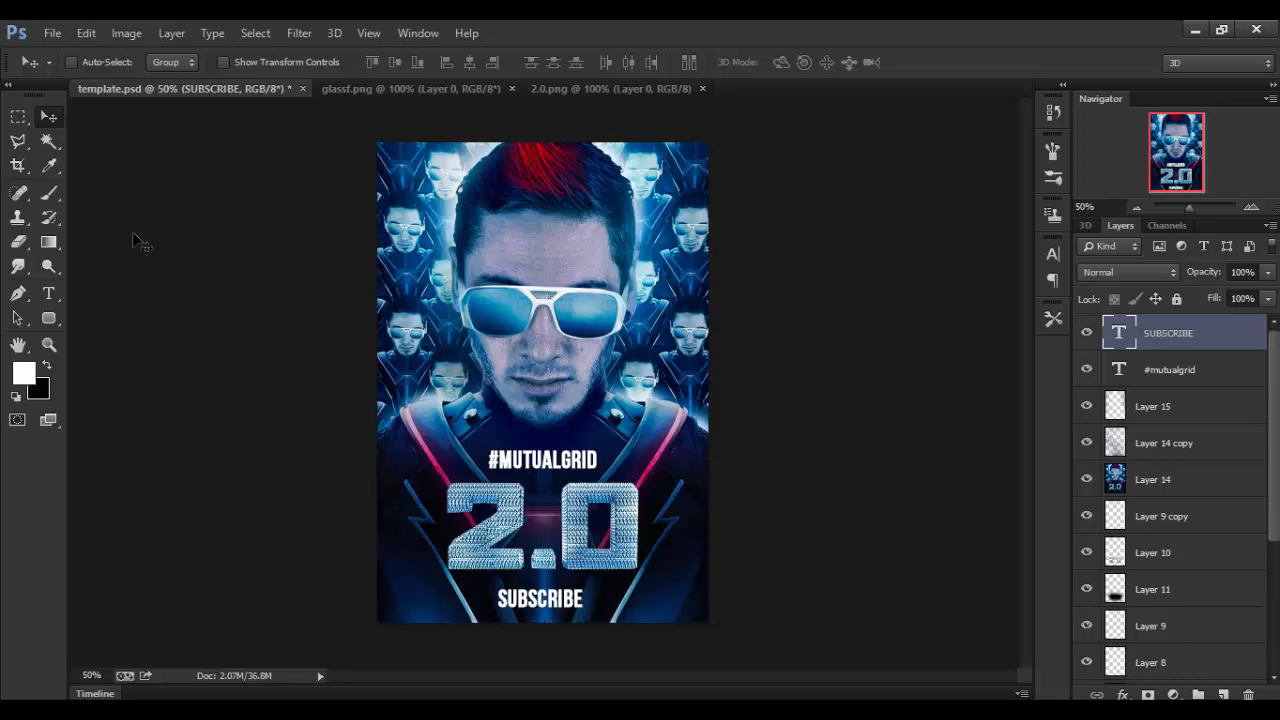 Ps File Edit Image Layer Type Select Filter 3D View Window Help
Auto-Select: Group Show Transform Controls 3D Mode: 3D
template.psd @ 50% (SUBSCRIBE, RGB/8*) * × glassf.png @ 100% (Layer 0, RGB/8*) × 2.0.png @ 100% (Layer 0, RGB/8) ×
Navigator
50%
3D Layers Channels
Kind
Normal Opacity: 100%
Lock: Fill: 100%
SUBSCRIBE
#mutualgrid
Layer 15
Layer 14 copy
Layer 14
Layer 9 copy
Layer 10
Layer 11
Layer 9
Layer 8
#MUTUALGRID
2.0
SUBSCRIBE
50% Doc: 2.07M/36.8M
Timeline